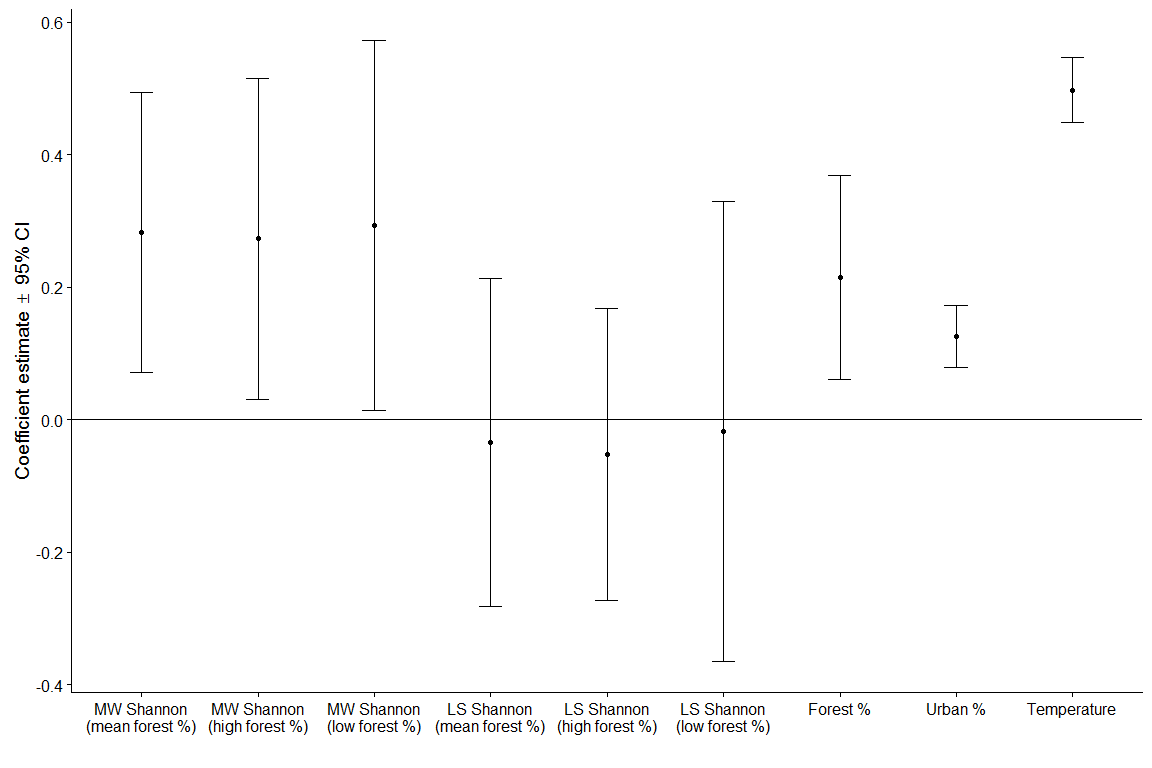 Coefficient estimate ± 95% CI
0.6
0.4
0.2
0.0
-0.2
-0.4
MW Shannon
(mean forest %)
MW Shannon
(high forest %)
MW Shannon
(low forest %)
LS Shannon
(mean forest %)
LS Shannon
(high forest %)
LS Shannon
(low forest %)
Forest %
Urban %
Temperature